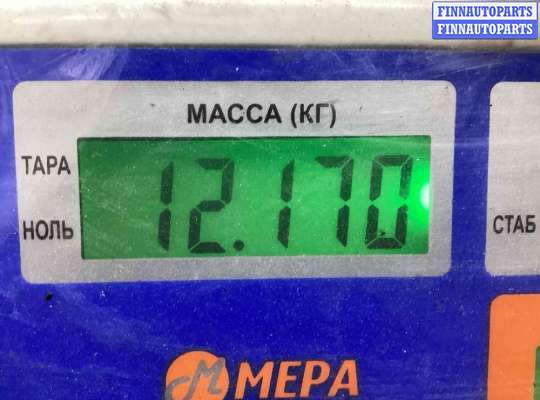 FINNAUTOPARTS
FINNAUTOPARTS
МАССА (КГ)
ТАРА
12.170
НОЛЬ
СТАБ
М МЕРА